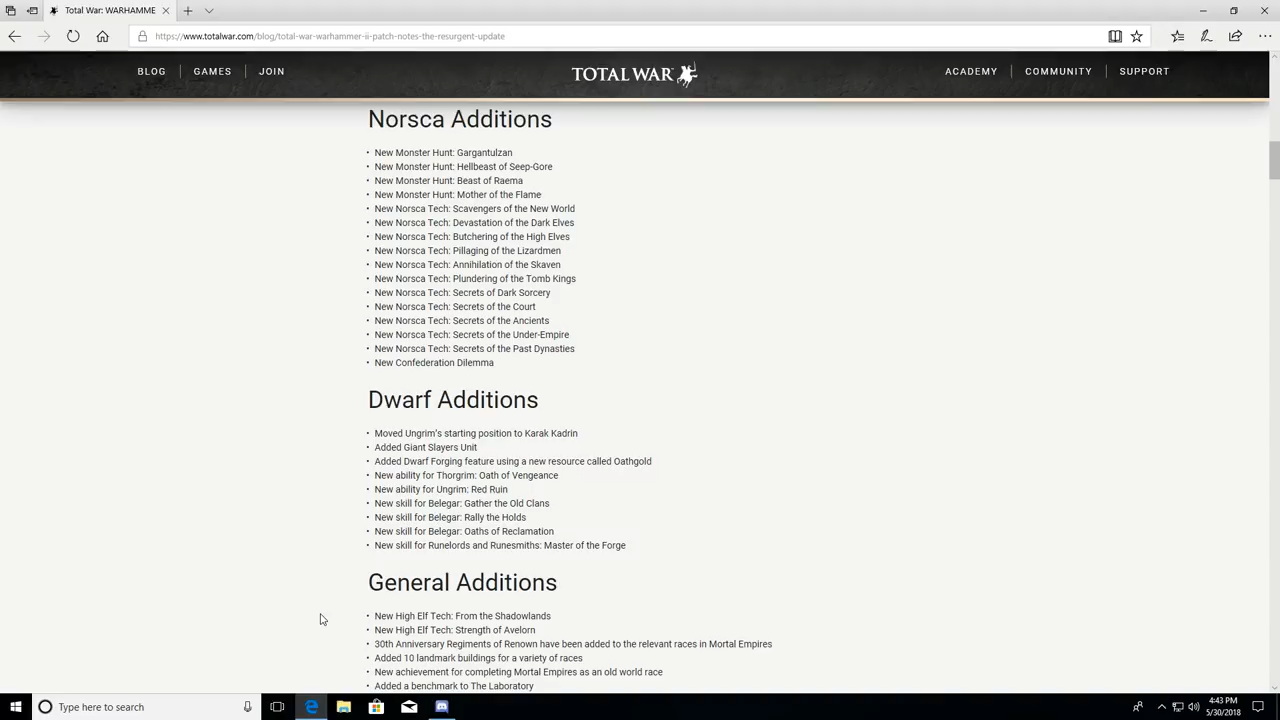 Total War: WARHAMME
https://www.totalwar.com/blog/total-war-warhammer-ii-patch-notes-the-resurgent-update
BLOG GAMES JOIN TOTAL WAR ACADEMY COMMUNITY SUPPORT
Norsca Additions
• New Monster Hunt: Gargantulzan
• New Monster Hunt: Hellbeast of Seep-Gore
• New Monster Hunt: Beast of Raema
• New Monster Hunt: Mother of the Flame
• New Norsca Tech: Scavengers of the New World
• New Norsca Tech: Devastation of the Dark Elves
• New Norsca Tech: Butchering of the High Elves
• New Norsca Tech: Pillaging of the Lizardmen
• New Norsca Tech: Annihilation of the Skaven
• New Norsca Tech: Plundering of the Tomb Kings
• New Norsca Tech: Secrets of Dark Sorcery
• New Norsca Tech: Secrets of the Court
• New Norsca Tech: Secrets of the Ancients
• New Norsca Tech: Secrets of the Under-Empire
• New Norsca Tech: Secrets of the Past Dynasties
• New Confederation Dilemma
Dwarf Additions
• Moved Ungrim's starting position to Karak Kadrin
• Added Giant Slayers Unit
• Added Dwarf Forging feature using a new resource called Oathgold
• New ability for Thorgrim: Oath of Vengeance
• New ability for Ungrim: Red Ruin
• New skill for Belegar: Gather the Old Clans
• New skill for Belegar: Rally the Holds
• New skill for Belegar: Oaths of Reclamation
• New skill for Runelords and Runesmiths: Master of the Forge
General Additions
• New High Elf Tech: From the Shadowlands
• New High Elf Tech: Strength of Avelorn
• 30th Anniversary Regiments of Renown have been added to the relevant races in Mortal Empires
• Added 10 landmark buildings for a variety of races
• New achievement for completing Mortal Empires as an old world race
• Added a benchmark to The Laboratory
Type here to search
4:43 PM
5/30/2018